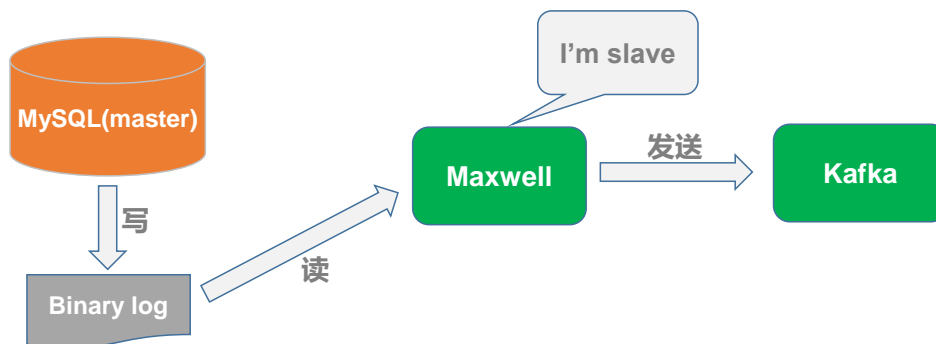 I’m slave
MySQL(master)
发送
Maxwell
Kafka
写
读
Binary log